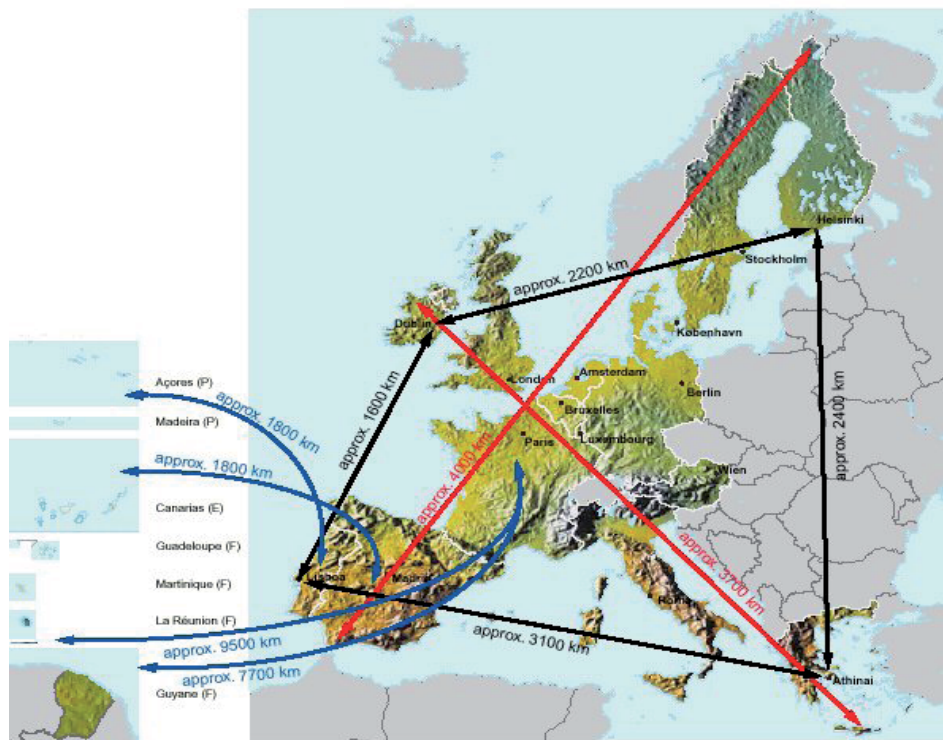 Helsinki
Stockholm
approx. 2200 km
Dublin
København
London
Amsterdam
Berlin
Bruxelles
Paris
Luxembourg
Wien
approx. 1600 km
approx. 2400 km
approx. 4000 km
approx. 3700 km
Açores (P)
approx. 1800 km
Madeira (P)
approx. 1800 km
Canarias (E)
Guadeloupe (F)
Martinique (F)
Lisboa
Madrid
La Réunion (F)
approx. 9500 km
approx. 3100 km
approx. 7700 km
Guyane (F)
Athinai